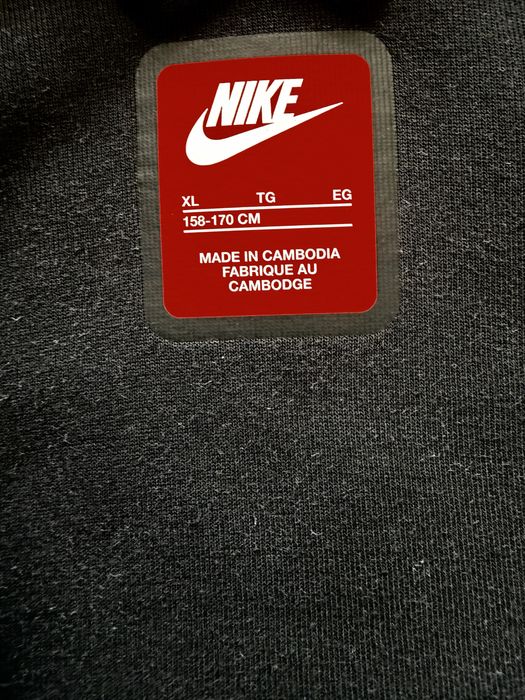 NIKE
XL TG EG
158-170 CM
MADE IN CAMBODIA
FABRIQUE AU
CAMBODGE